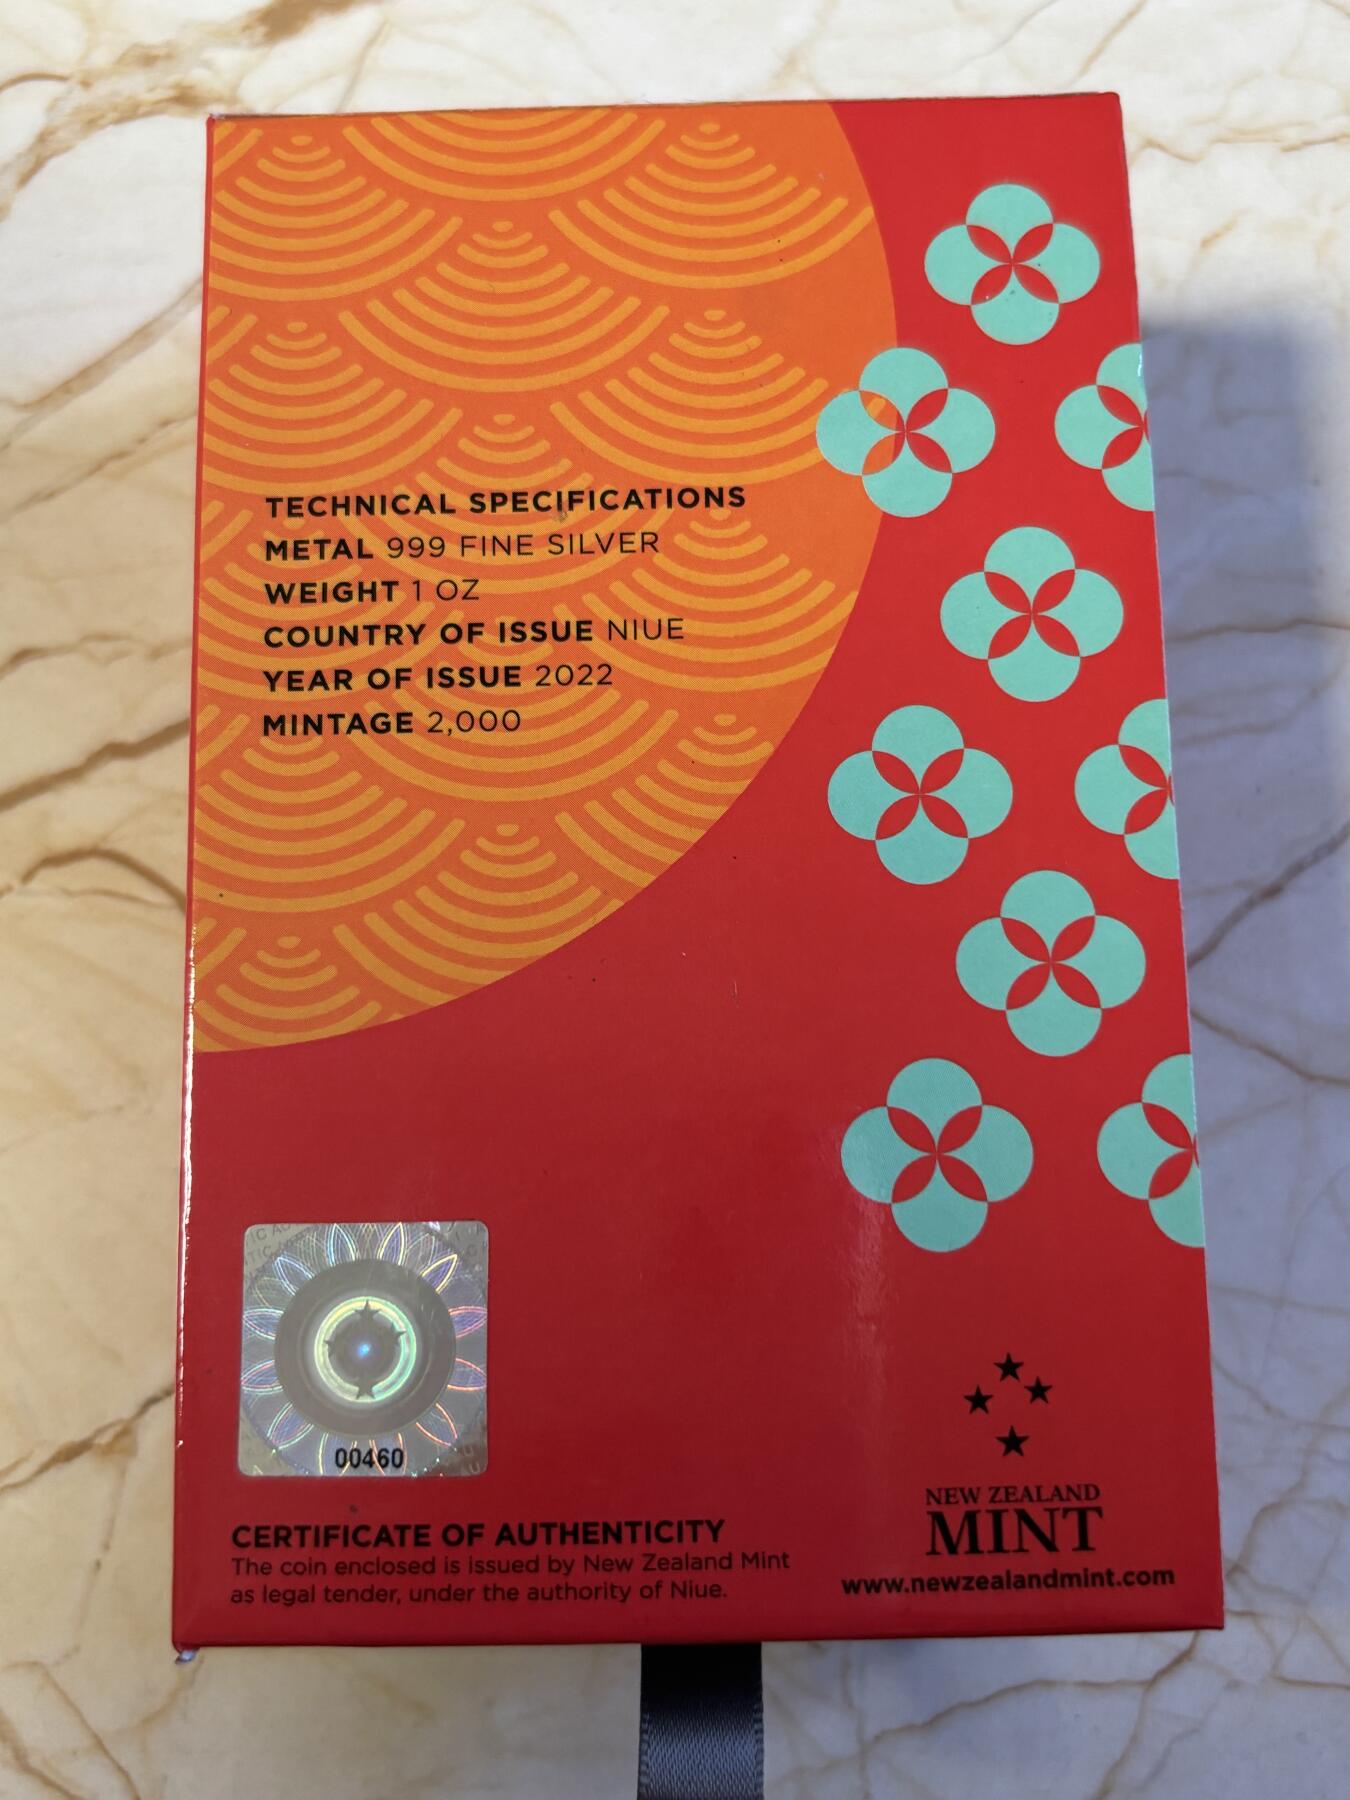 TECHNICAL SPECIFICATIONS
METAL 999 FINE SILVER
WEIGHT 1 OZ
COUNTRY OF ISSUE NIUE
YEAR OF ISSUE 2022
MINTAGE 2,000
00460
CERTIFICATE OF AUTHENTICITY
The coin enclosed is issued by New Zealand Mint
as legal tender, under the authority of Niue.
NEW ZEALAND
MINT
www.newzealandmint.com